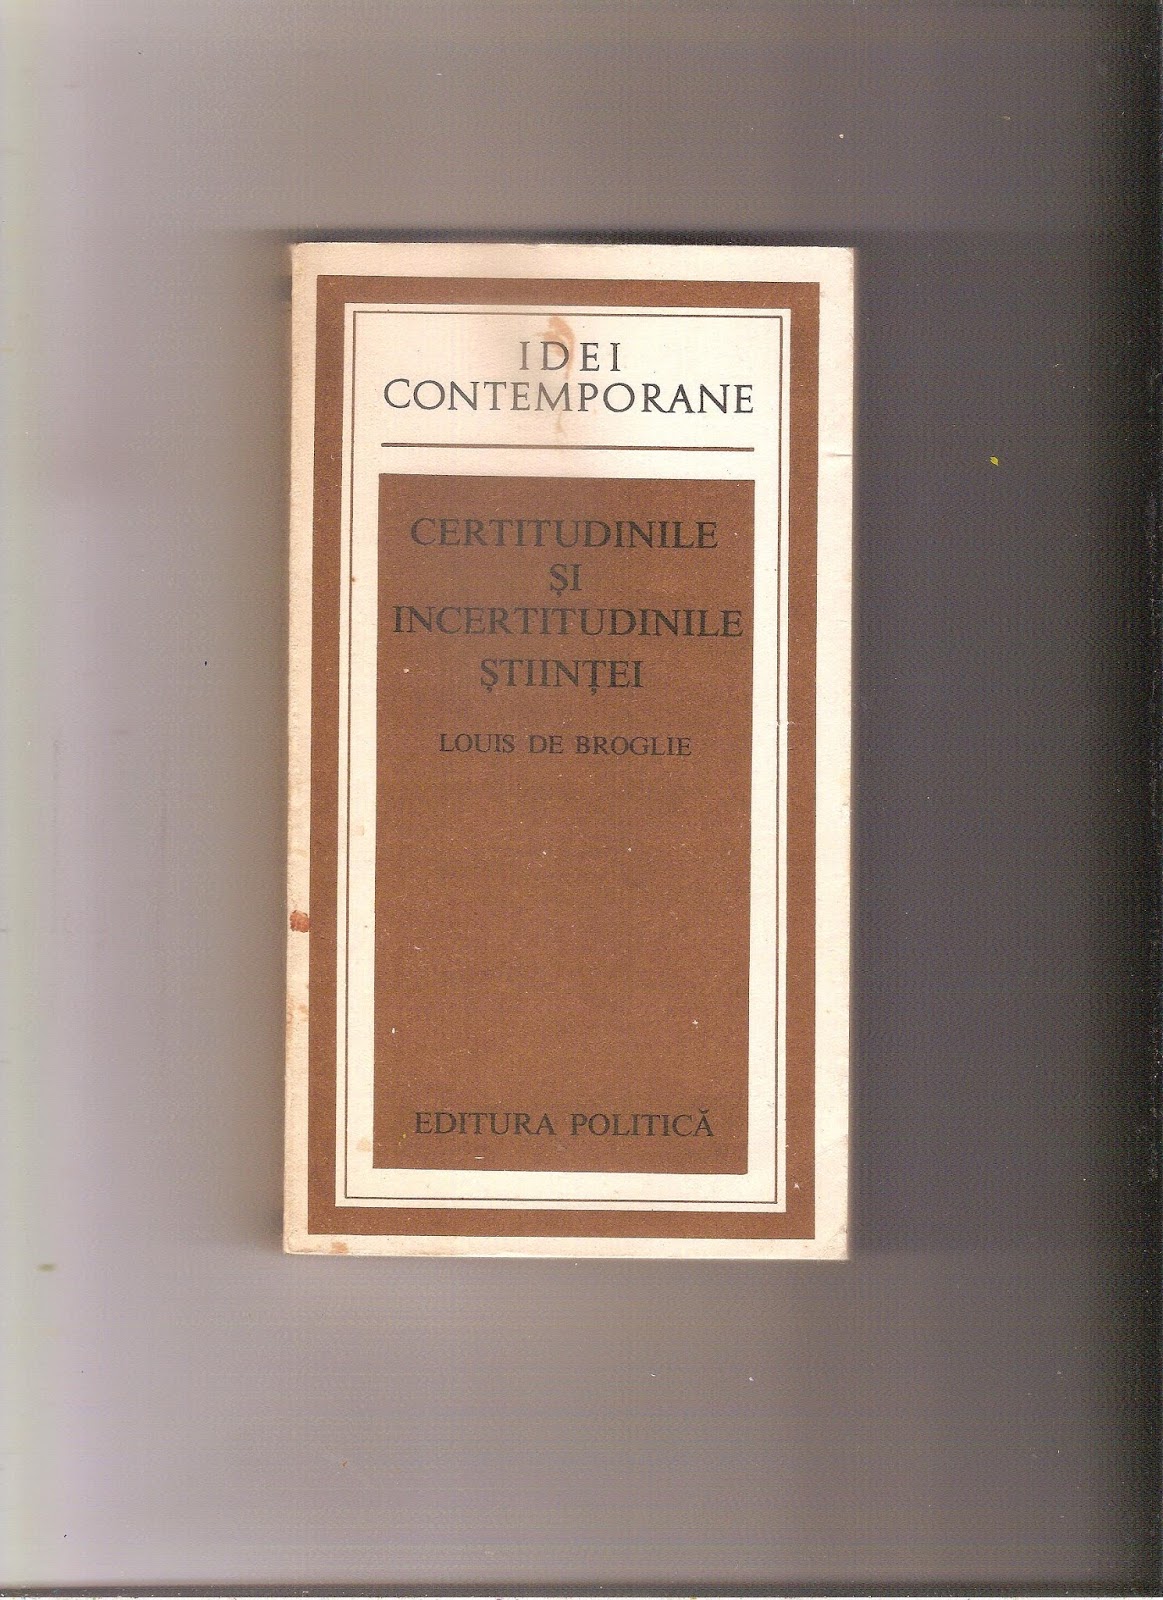 IDEI
CONTEMPORANE
CERTITUDINILE
ȘI
INCERTITUDINILE
ȘTIINȚEI
LOUIS DE BROGLIE
EDITURA POLITICĂ